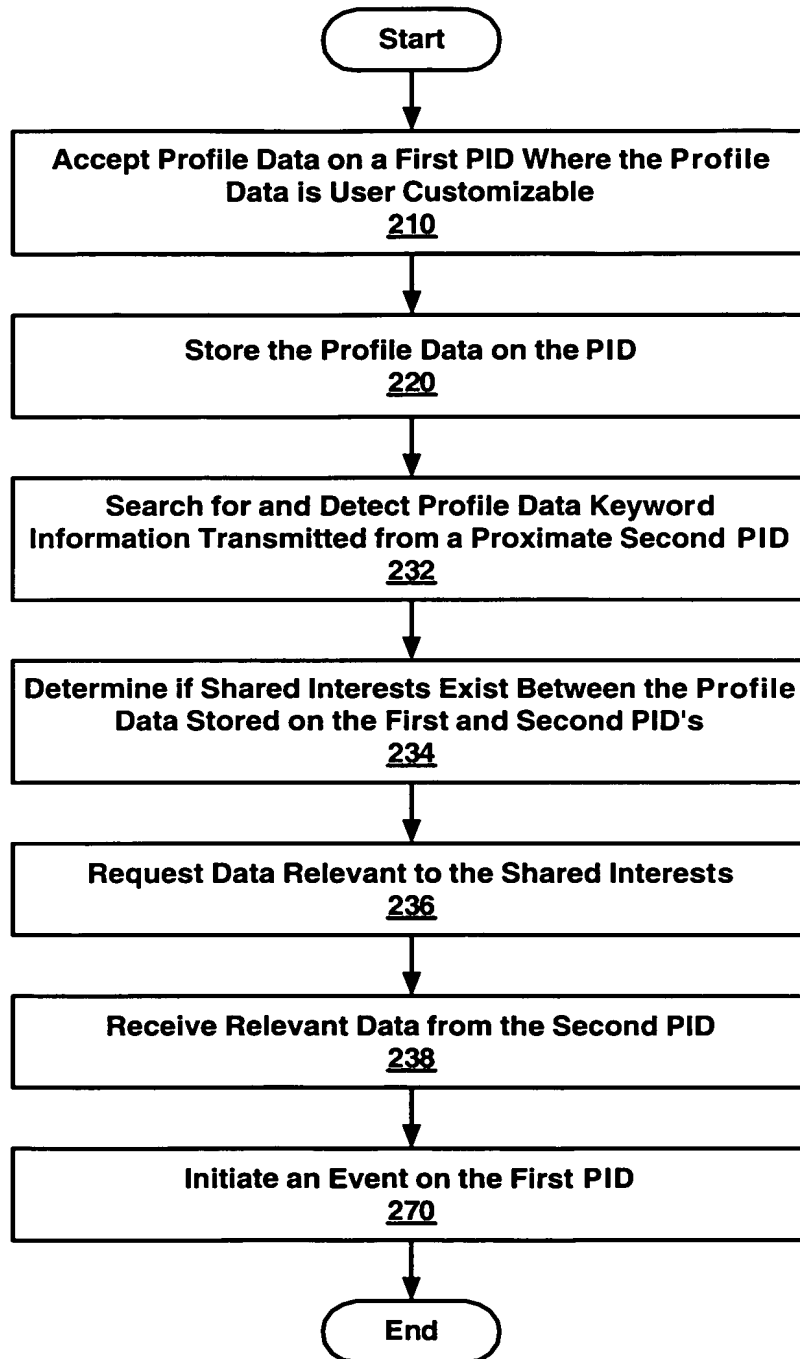 Start
Accept Profile Data on a First PID Where the Profile
Data is User Customizable
210
Store the Profile Data on the PID
220
Search for and Detect Profile Data Keyword
Information Transmitted from a Proximate Second PID
232
Determine if Shared Interests Exist Between the Profile
Data Stored on the First and Second PID's
234
Request Data Relevant to the Shared Interests
236
Receive Relevant Data from the Second PID
238
Initiate an Event on the First PID
270
End